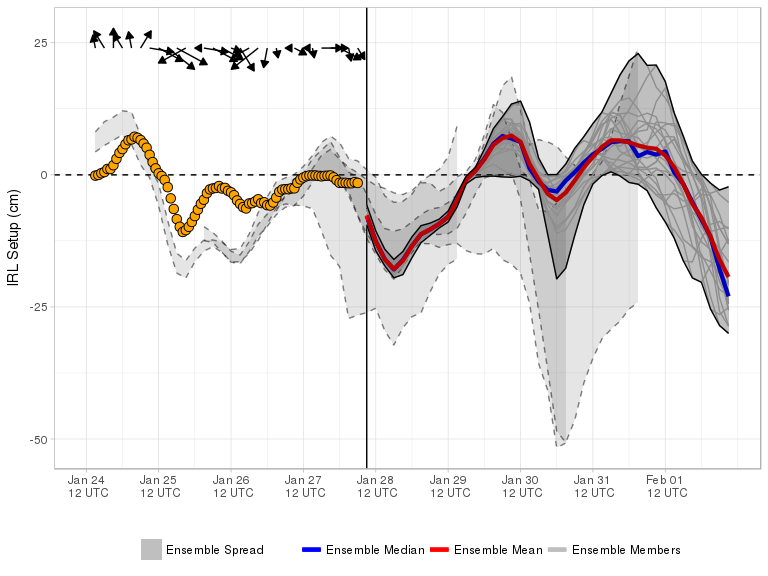 25
0
-25
-50
IRL Setup (cm)
Jan 24 Jan 25 Jan 26 Jan 27 Jan 28 Jan 29 Jan 30 Jan 31 Feb 01
12 UTC 12 UTC 12 UTC 12 UTC 12 UTC 12 UTC 12 UTC 12 UTC 12 UTC
Ensemble Spread Ensemble Median Ensemble Mean Ensemble Members